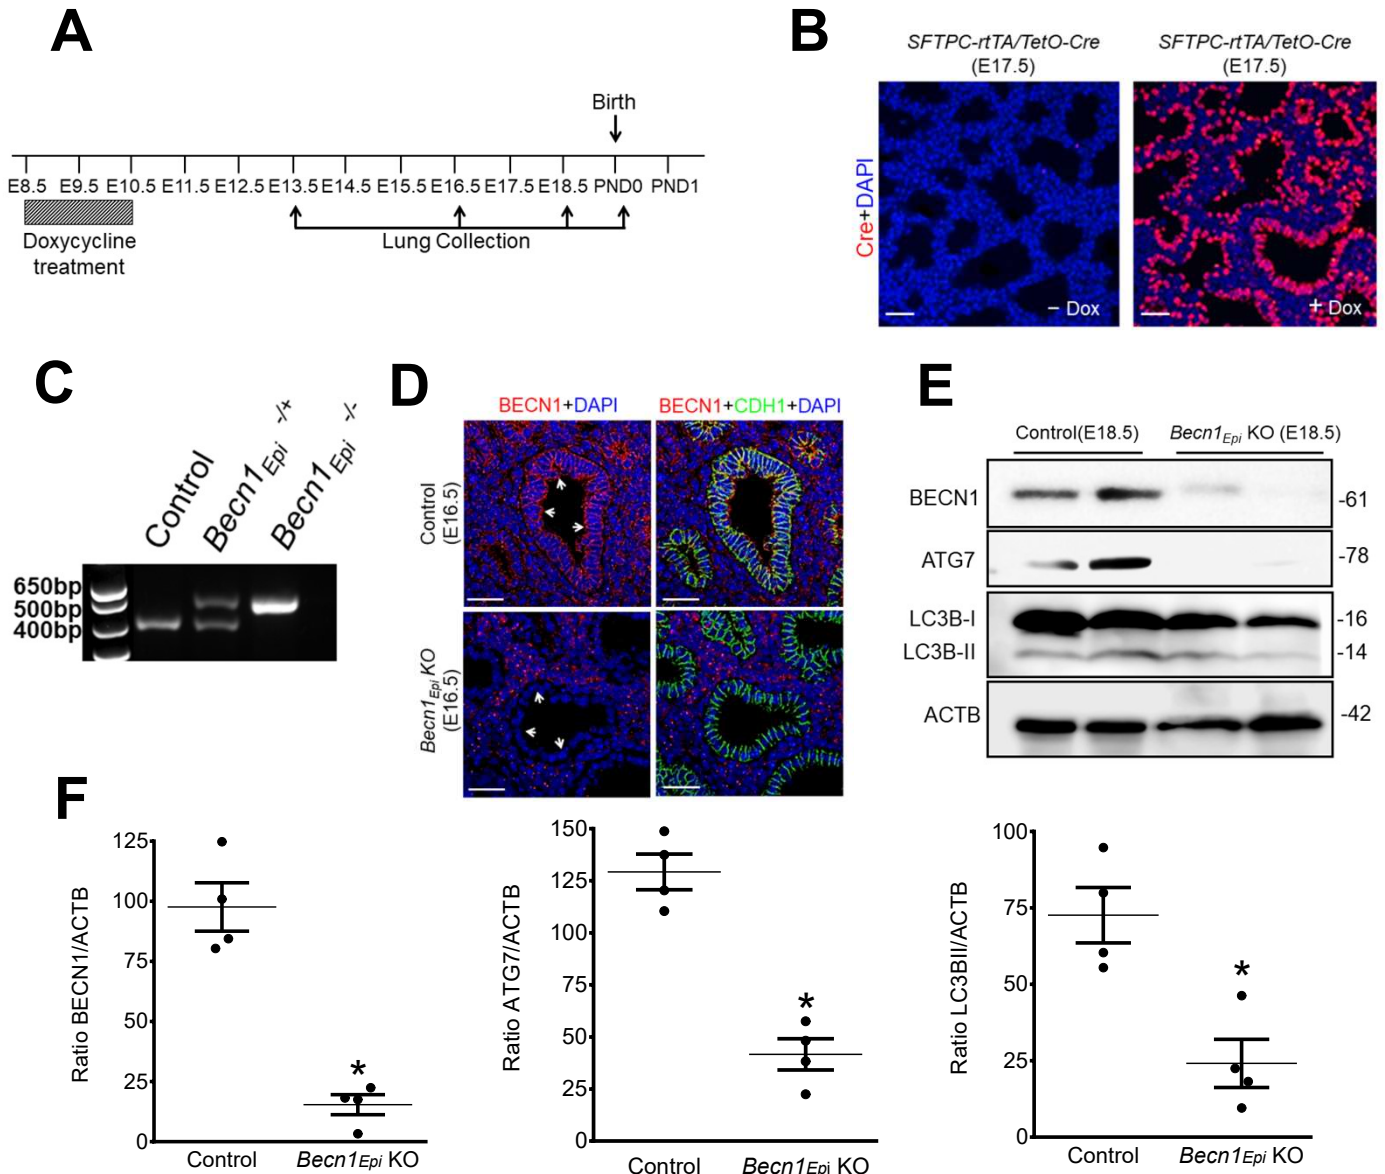 A
Birth
E8.5 E9.5 E10.5 E11.5 E12.5 E13.5 E14.5 E15.5 E16.5 E17.5 E18.5 PND0 PND1
Doxycycline
treatment
Lung Collection
B
SFTPC-rtTA/TetO-Cre
(E17.5)
SFTPC-rtTA/TetO-Cre
(E17.5)
Cre+DAPI
– Dox
+ Dox
C
Control
Becn1Epi -/+
Becn1Epi -/-
650bp
500bp
400bp
D
BECN1+DAPI
BECN1+CDH1+DAPI
Control
(E16.5)
Becn1Epi KO
(E16.5)
E
Control(E18.5)
Becn1Epi KO (E18.5)
BECN1
-61
ATG7
-78
LC3B-I
-16
LC3B-II
-14
ACTB
-42
F
Ratio BECN1/ACTB
125
100
75
50
25
0
*
Control
Becn1Epi KO
Ratio ATG7/ACTB
150
125
100
75
50
25
0
*
Control
Becn1Epi KO
Ratio LC3BII/ACTB
100
75
50
25
0
*
Control
Becn1Epi KO